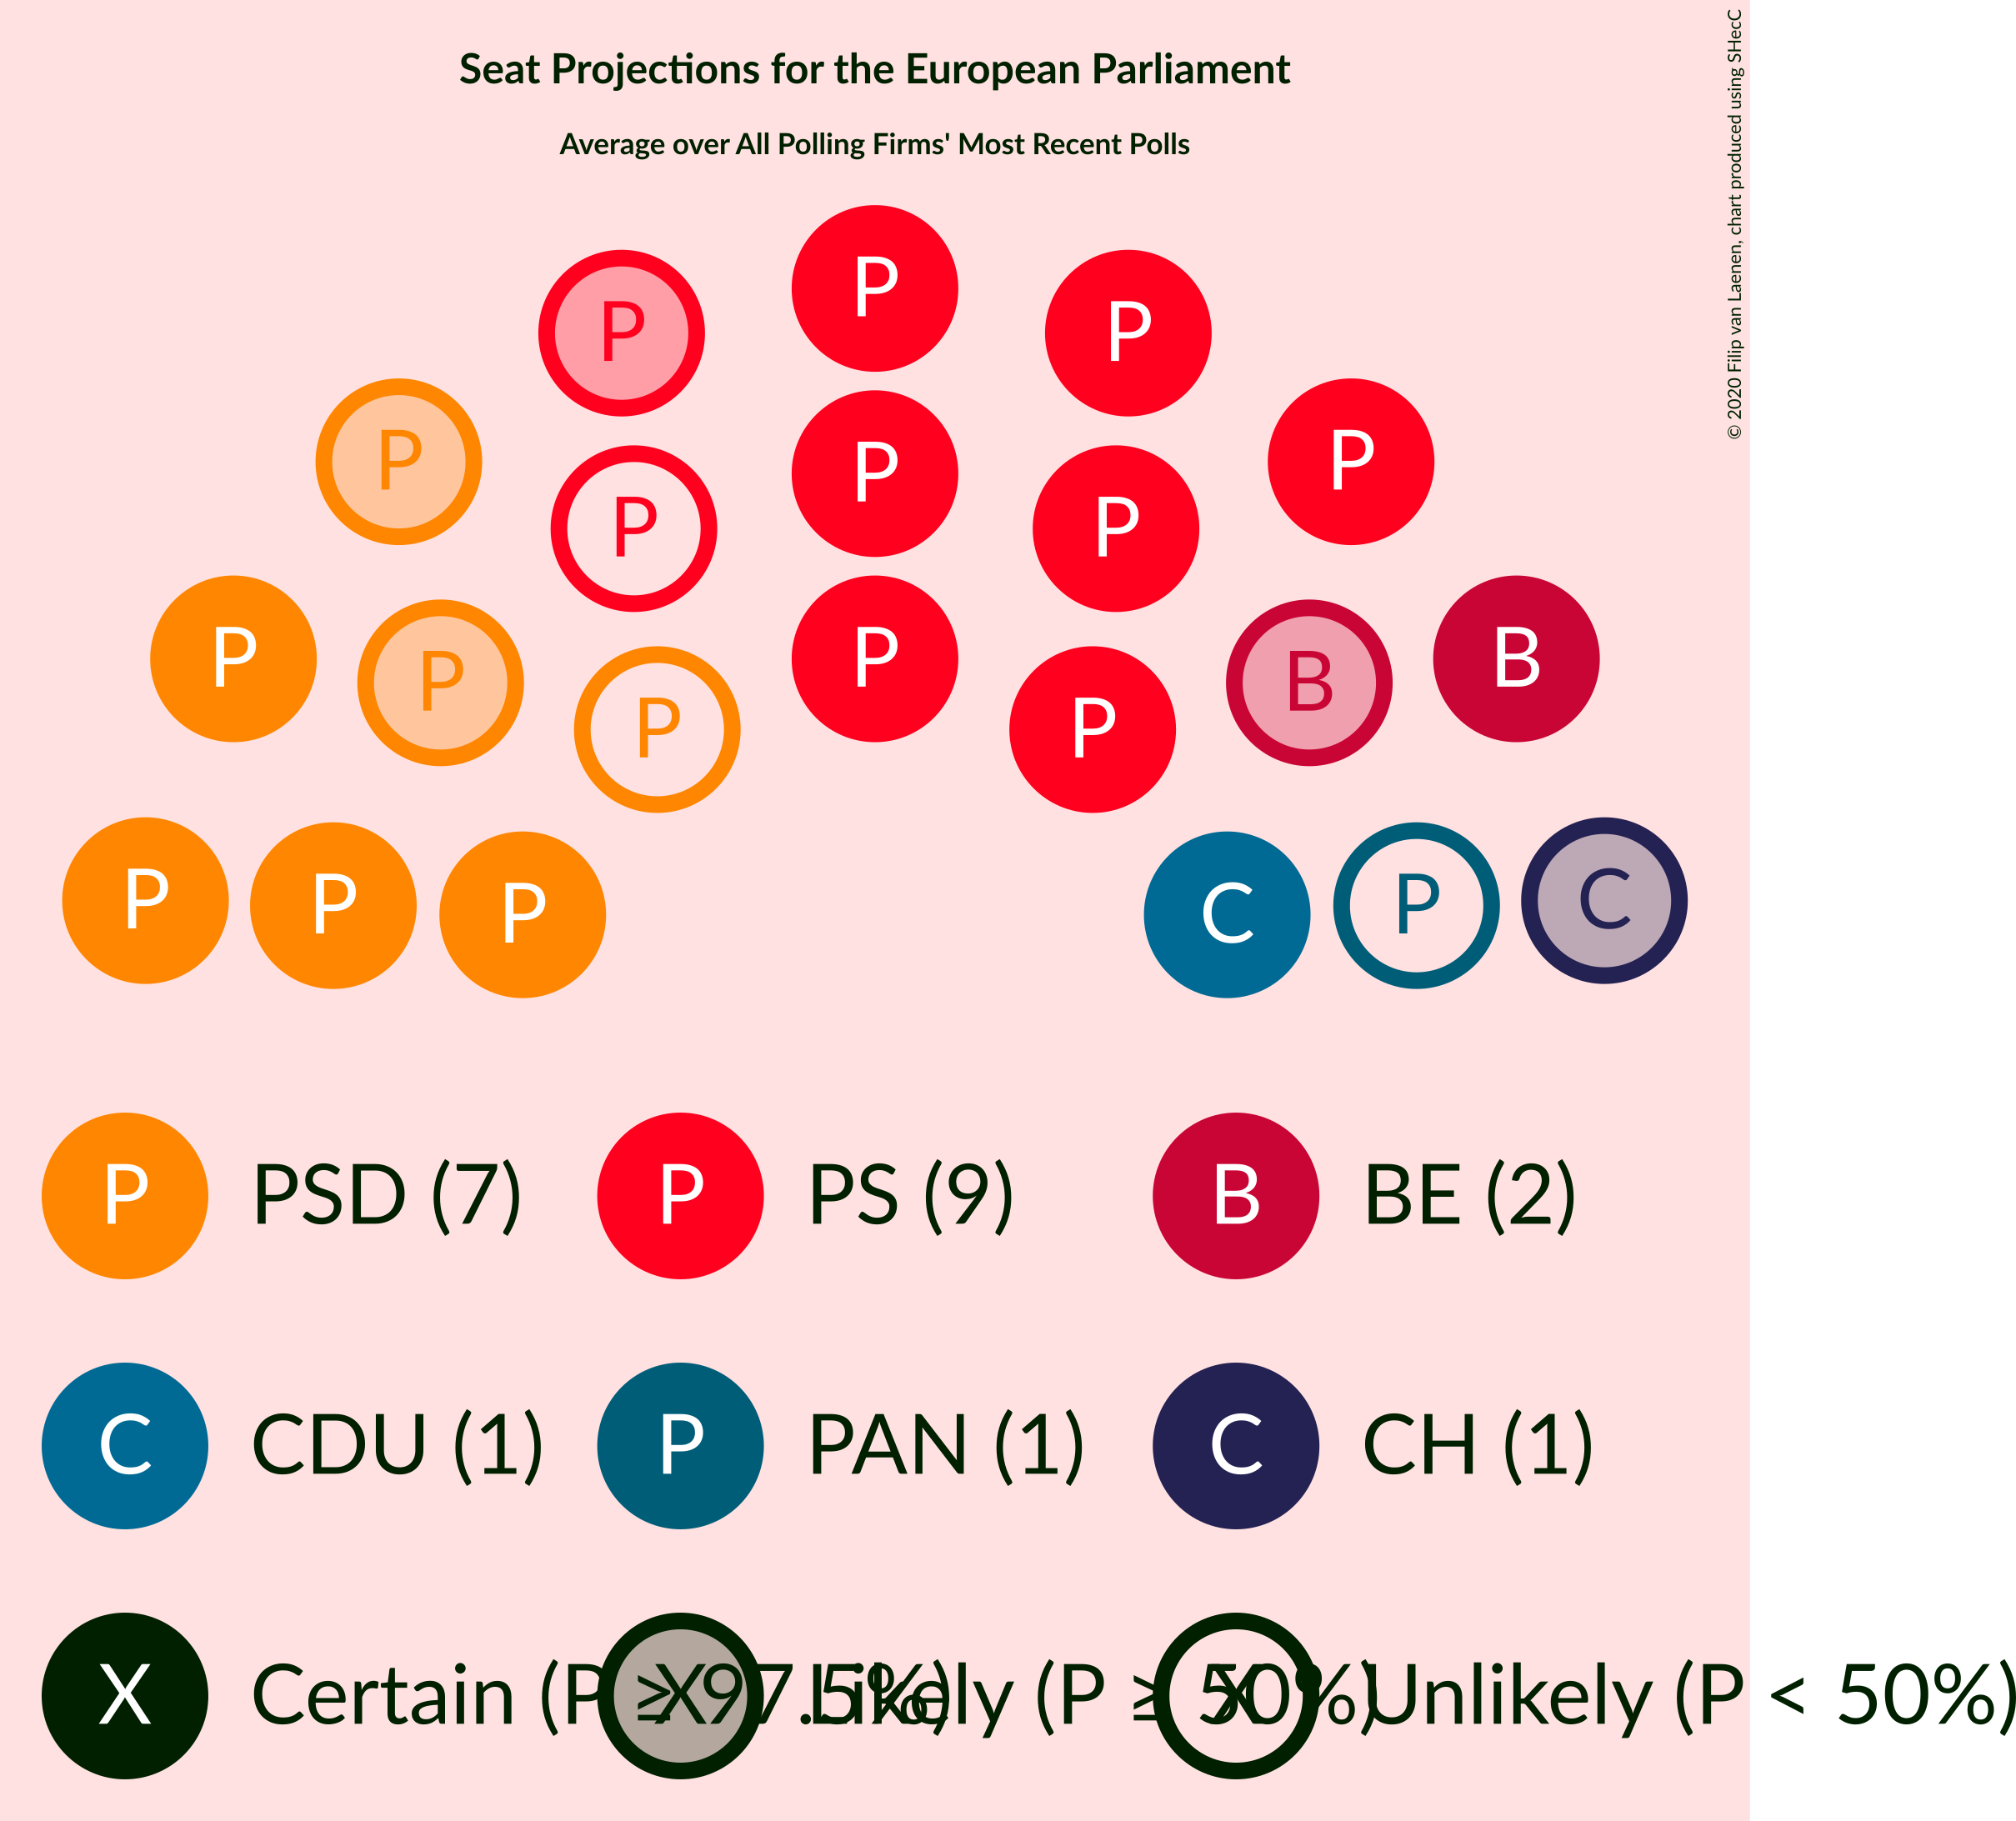 Seat Projections for the European Parliament
Average over All Polling Firms' Most Recent Polls
© 2020 Filip van Laenen, chart produced using SHecC
P
P P
P P
P
P P
P P
P B B
P P
P
P P P
C P C
P PSD (7) P PS (9) B BE (2)
C CDU (1) P PAN (1) C CH (1)
X Certain (P ≥ 97.5%) X Likely (P ≥ 50%) X Unlikely (P < 50%)